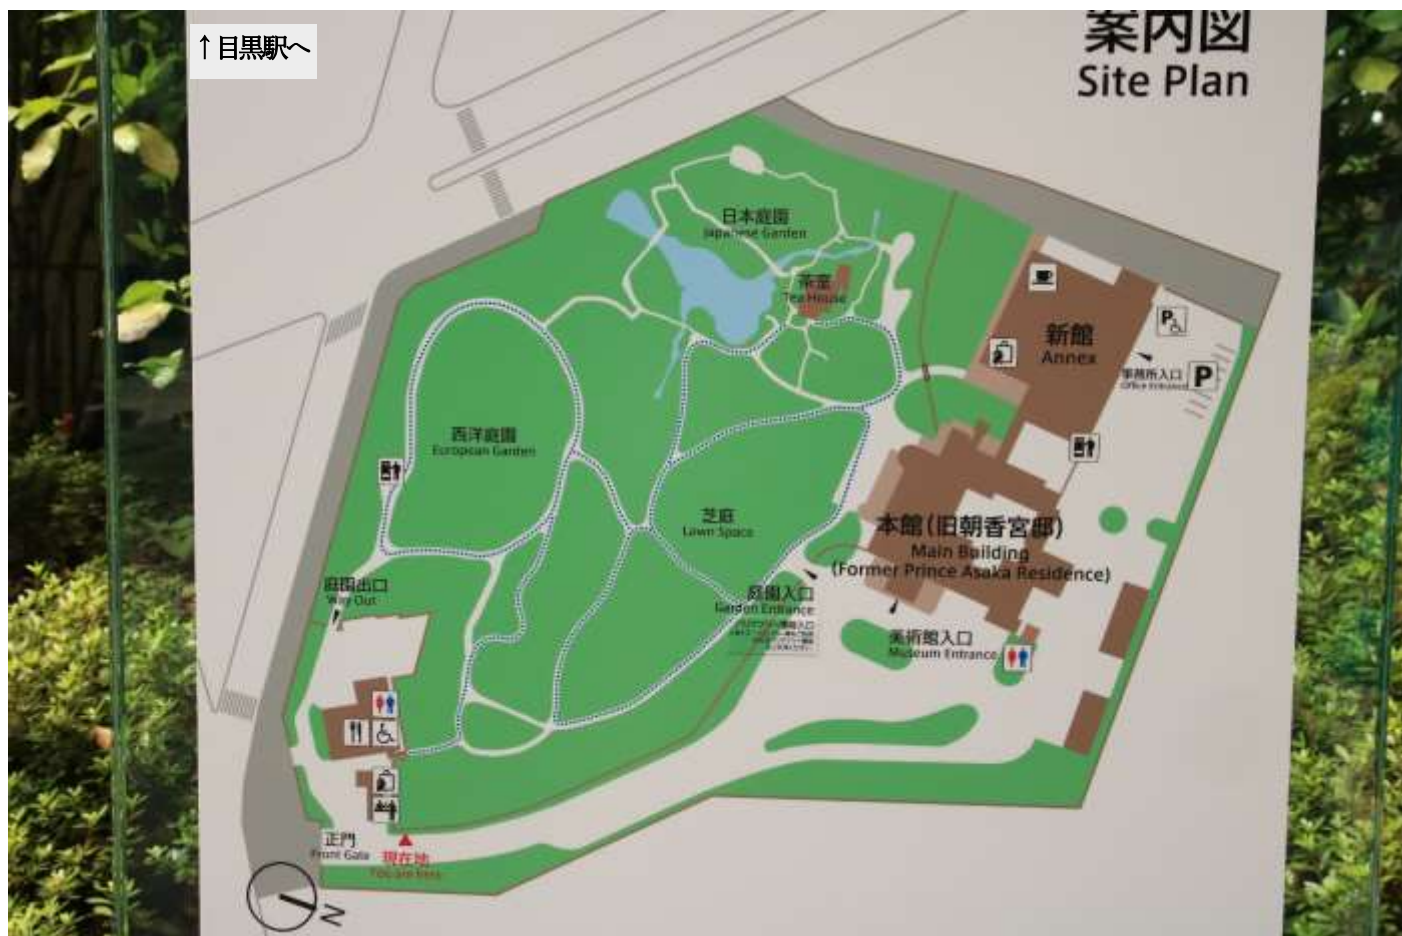 ↑目黒駅へ
案内図
Site Plan
日本庭園
Japanese Garden
茶室
Tea House
新館
Annex
P
事務所入口
Office Entrance
P
西洋庭園
European Garden
芝庭
Lawn Space
本館(旧朝香宮邸)
Main Building
(Former Prince Asaka Residence)
庭園出口
Way Out
庭園入口
Garden Entrance
美術館入口
Museum Entrance
正門
Front Gate
現在地
You are here
N